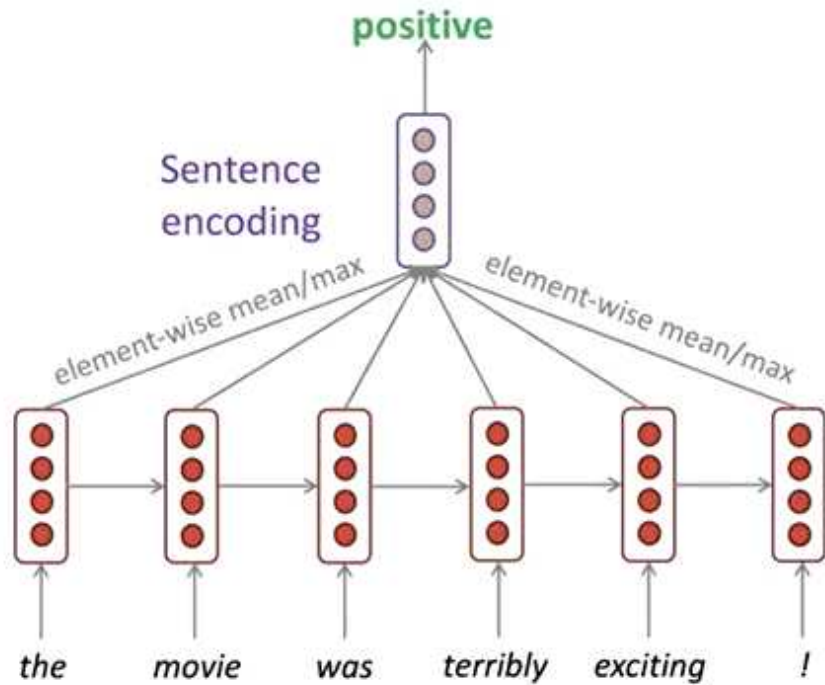 positive
Sentence
encoding
element-wise mean/max
element-wise mean/max
the movie was terribly exciting !